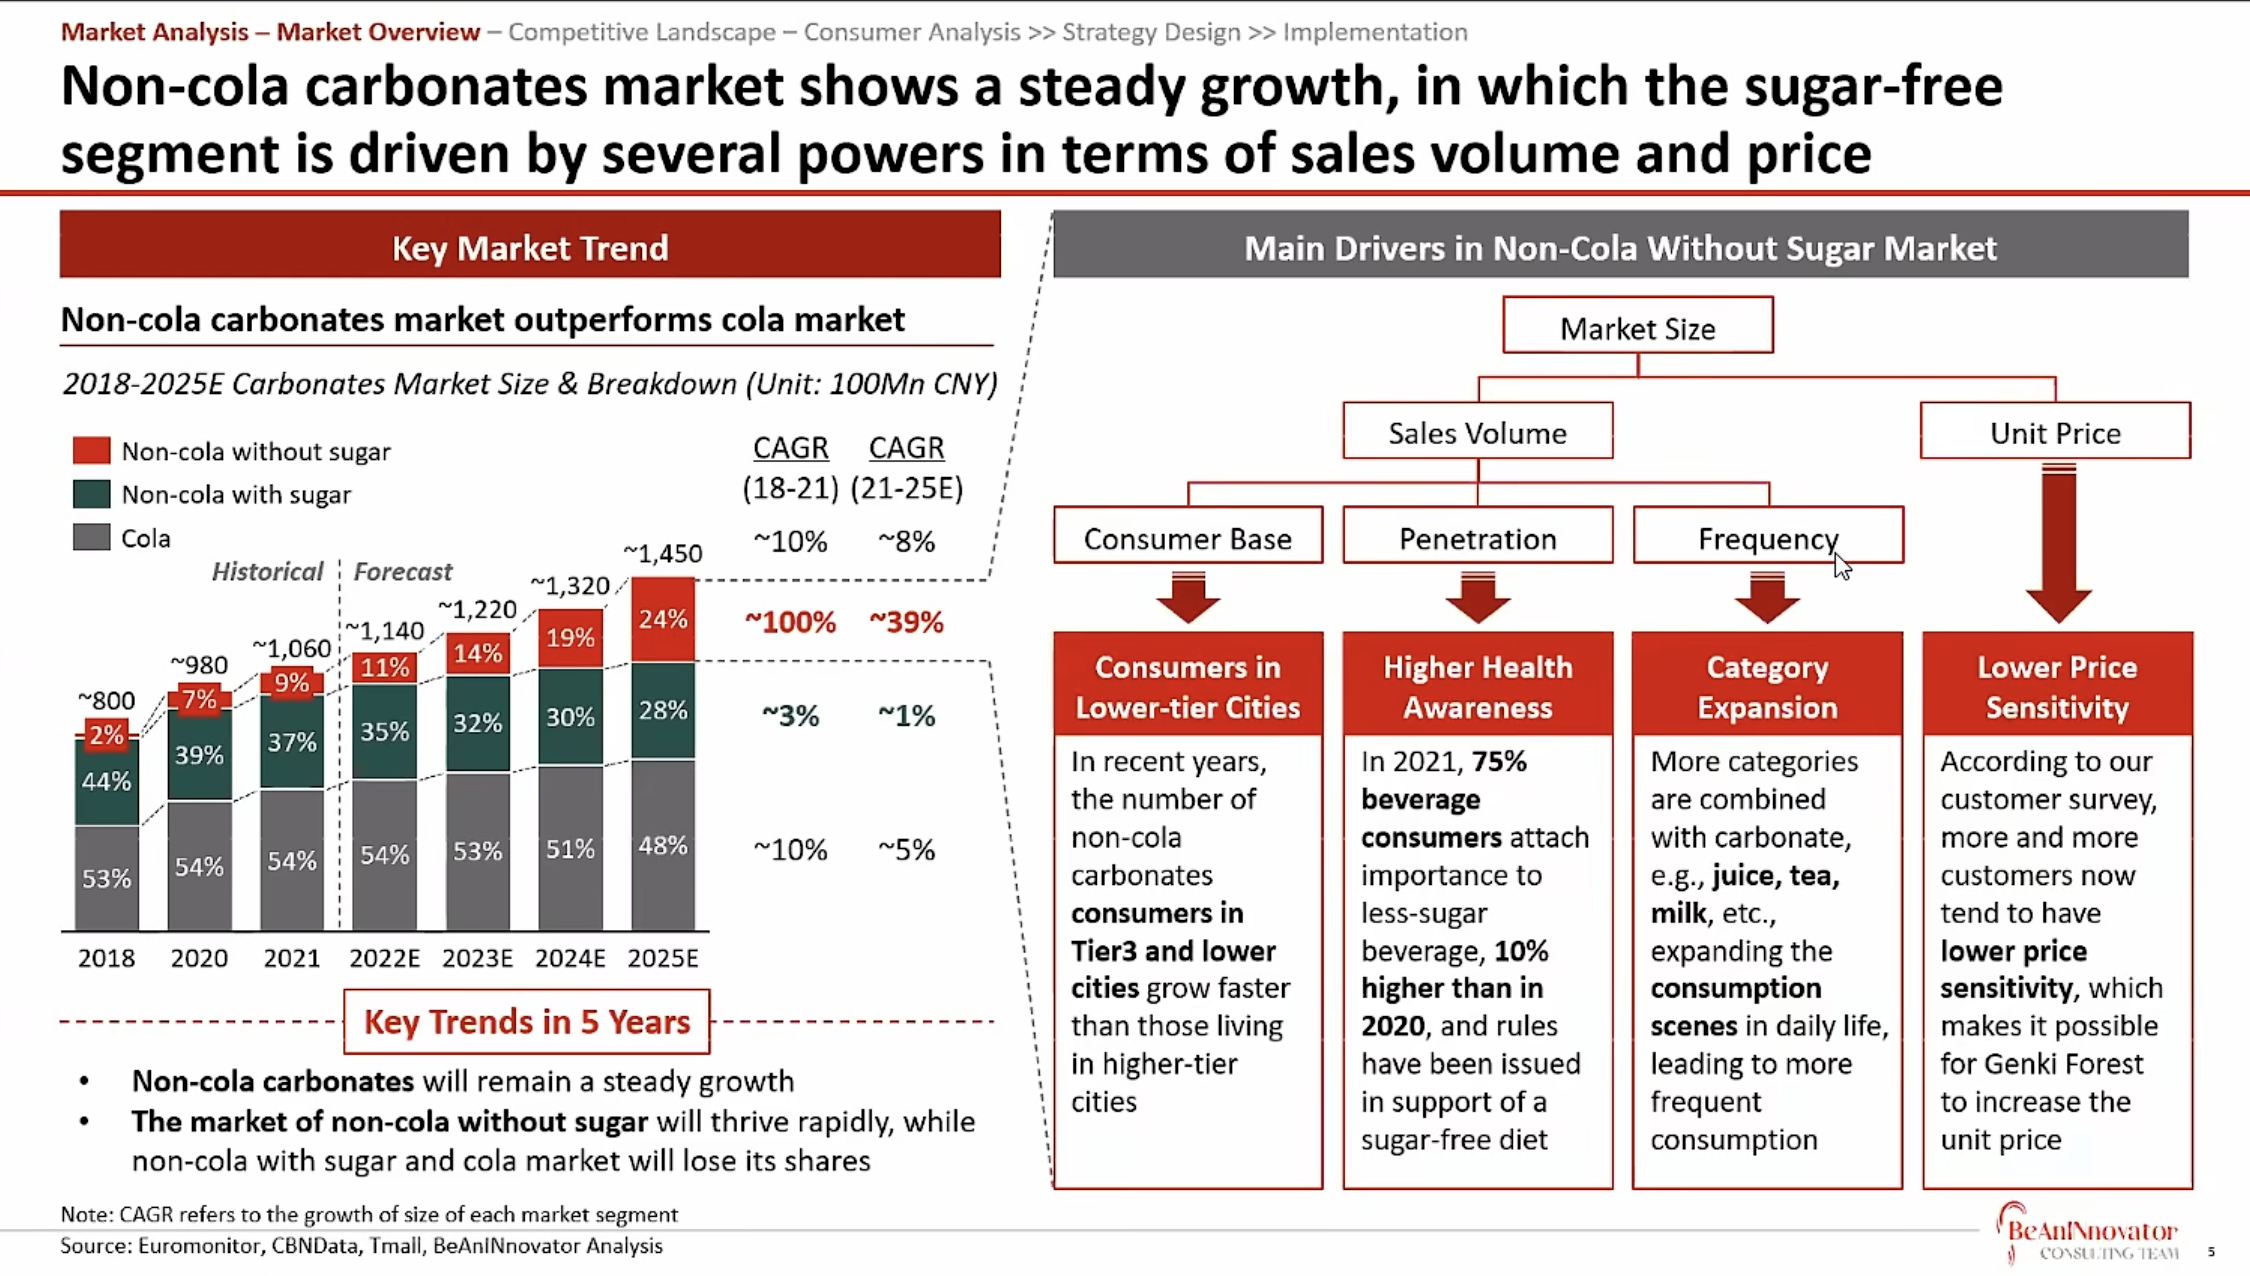 Market Analysis – Market Overview – Competitive Landscape – Consumer Analysis >> Strategy Design >> Implementation
Non-cola carbonates market shows a steady growth, in which the sugar-free
segment is driven by several powers in terms of sales volume and price
Key Market Trend
Non-cola carbonates market outperforms cola market
2018-2025E Carbonates Market Size & Breakdown (Unit: 100Mn CNY)
Non-cola without sugar
Non-cola with sugar
Cola
Historical
Forecast
CAGR
(18-21)
CAGR
(21-25E)
~10%
~8%
~100%
~39%
~3%
~1%
~10%
~5%
~800
~980
~1,060
~1,140
~1,220
~1,320
~1,450
2%
7%
9%
11%
14%
19%
24%
44%
39%
37%
35%
32%
30%
28%
53%
54%
54%
54%
53%
51%
48%
2018
2020
2021
2022E
2023E
2024E
2025E
Key Trends in 5 Years
• Non-cola carbonates will remain a steady growth
• The market of non-cola without sugar will thrive rapidly, while
non-cola with sugar and cola market will lose its shares
Main Drivers in Non-Cola Without Sugar Market
Market Size
Sales Volume
Unit Price
Consumer Base
Penetration
Frequency
Consumers in
Lower-tier Cities
In recent years,
the number of
non-cola
carbonates
consumers in
Tier3 and lower
cities grow faster
than those living
in higher-tier
cities
Higher Health
Awareness
In 2021, 75%
beverage
consumers attach
importance to
less-sugar
beverage, 10%
higher than in
2020, and rules
have been issued
in support of a
sugar-free diet
Category
Expansion
More categories
are combined
with carbonate,
e.g., juice, tea,
milk, etc.,
expanding the
consumption
scenes in daily life,
leading to more
frequent
consumption
Lower Price
Sensitivity
According to our
customer survey,
more and more
customers now
tend to have
lower price
sensitivity, which
makes it possible
for Genki Forest
to increase the
unit price
Note: CAGR refers to the growth of size of each market segment
Source: Euromonitor, CBNData, Tmall, BeAnINnovator Analysis
BeAnINnovator
CONSULTING TEAM
5